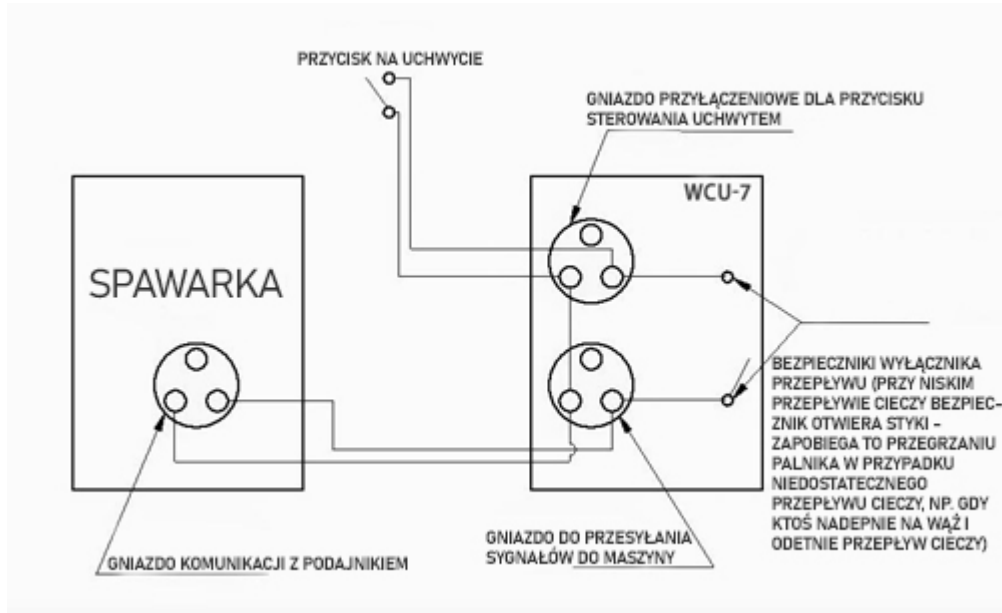 PRZYCISK NA UCHWYCIE
GNIAZDO PRZYŁĄCZENIOWE DLA PRZYCISKU
STEROWANIA UCHWYTEM
WCU-7
SPAWARKA
BEZPIECZNIKI WYŁĄCZNIKA
PRZEPŁYWU (PRZY NISKIM
PRZEPŁYWIE CIECZY BEZPIEC-
ZNIK OTWIERA STYKI -
ZAPOBIEGA TO PRZEGRZANIU
PALNIKA W PRZYPADKU
NIEDOSTATECZNEGO
PRZEPŁYWU CIECZY, NP. GDY
KTOŚ NADEPNIE NA WĄŻ I
ODETNIE PRZEPŁYW CIECZY)
GNIAZDO DO PRZESYŁANIA
SYGNAŁÓW DO MASZYNY
GNIAZDO KOMUNIKACJI Z PODAJNIKIEM